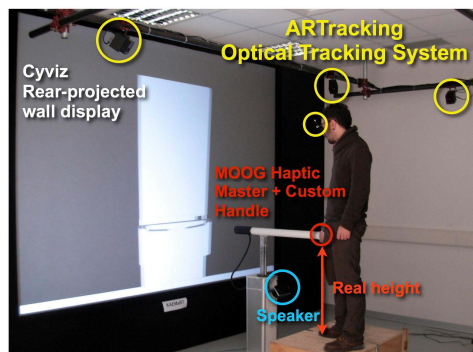 ARTracking
Optical Tracking System
Cyviz
Rear-projected
wall display
MOOG Haptic
Master + Custom
Handle
Real height
Speaker